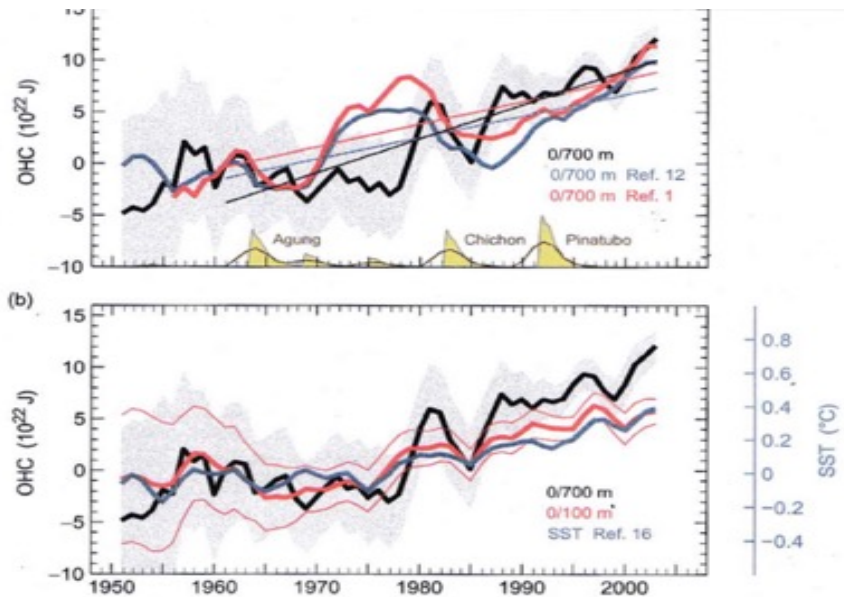 15
10
5
0
−5
−10
OHC (10²² J)
0/700 m
0/700 m Ref. 12
0/700 m Ref. 1
Agung
Chichon
Pinatubo
(b)
15
10
5
0
−5
−10
OHC (10²² J)
0/700 m
0/100 m
SST Ref. 16
0.8
0.6
0.4
0.2
0
−0.2
−0.4
SST (°C)
1950
1960
1970
1980
1990
2000